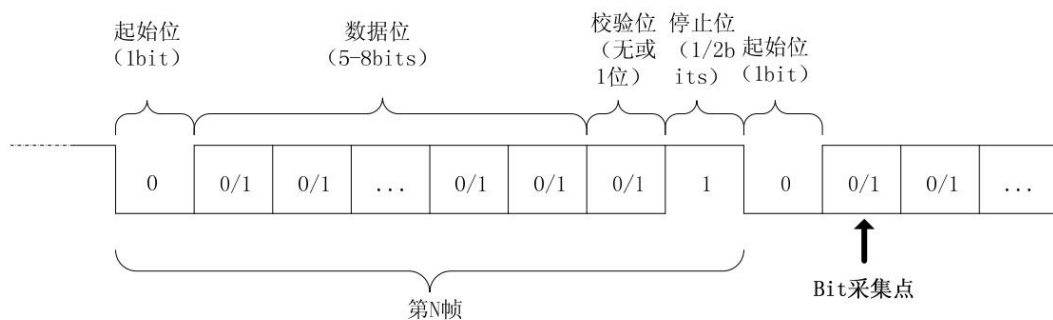 起始位
(1bit)
数据位
(5-8bits)
校验位
(无或
1位)
停止位
(1/2b
its)
起始位
(1bit)
0
0/1
0/1
...
0/1
0/1
0/1
1
0
0/1
0/1
...
Bit采集点
第N帧